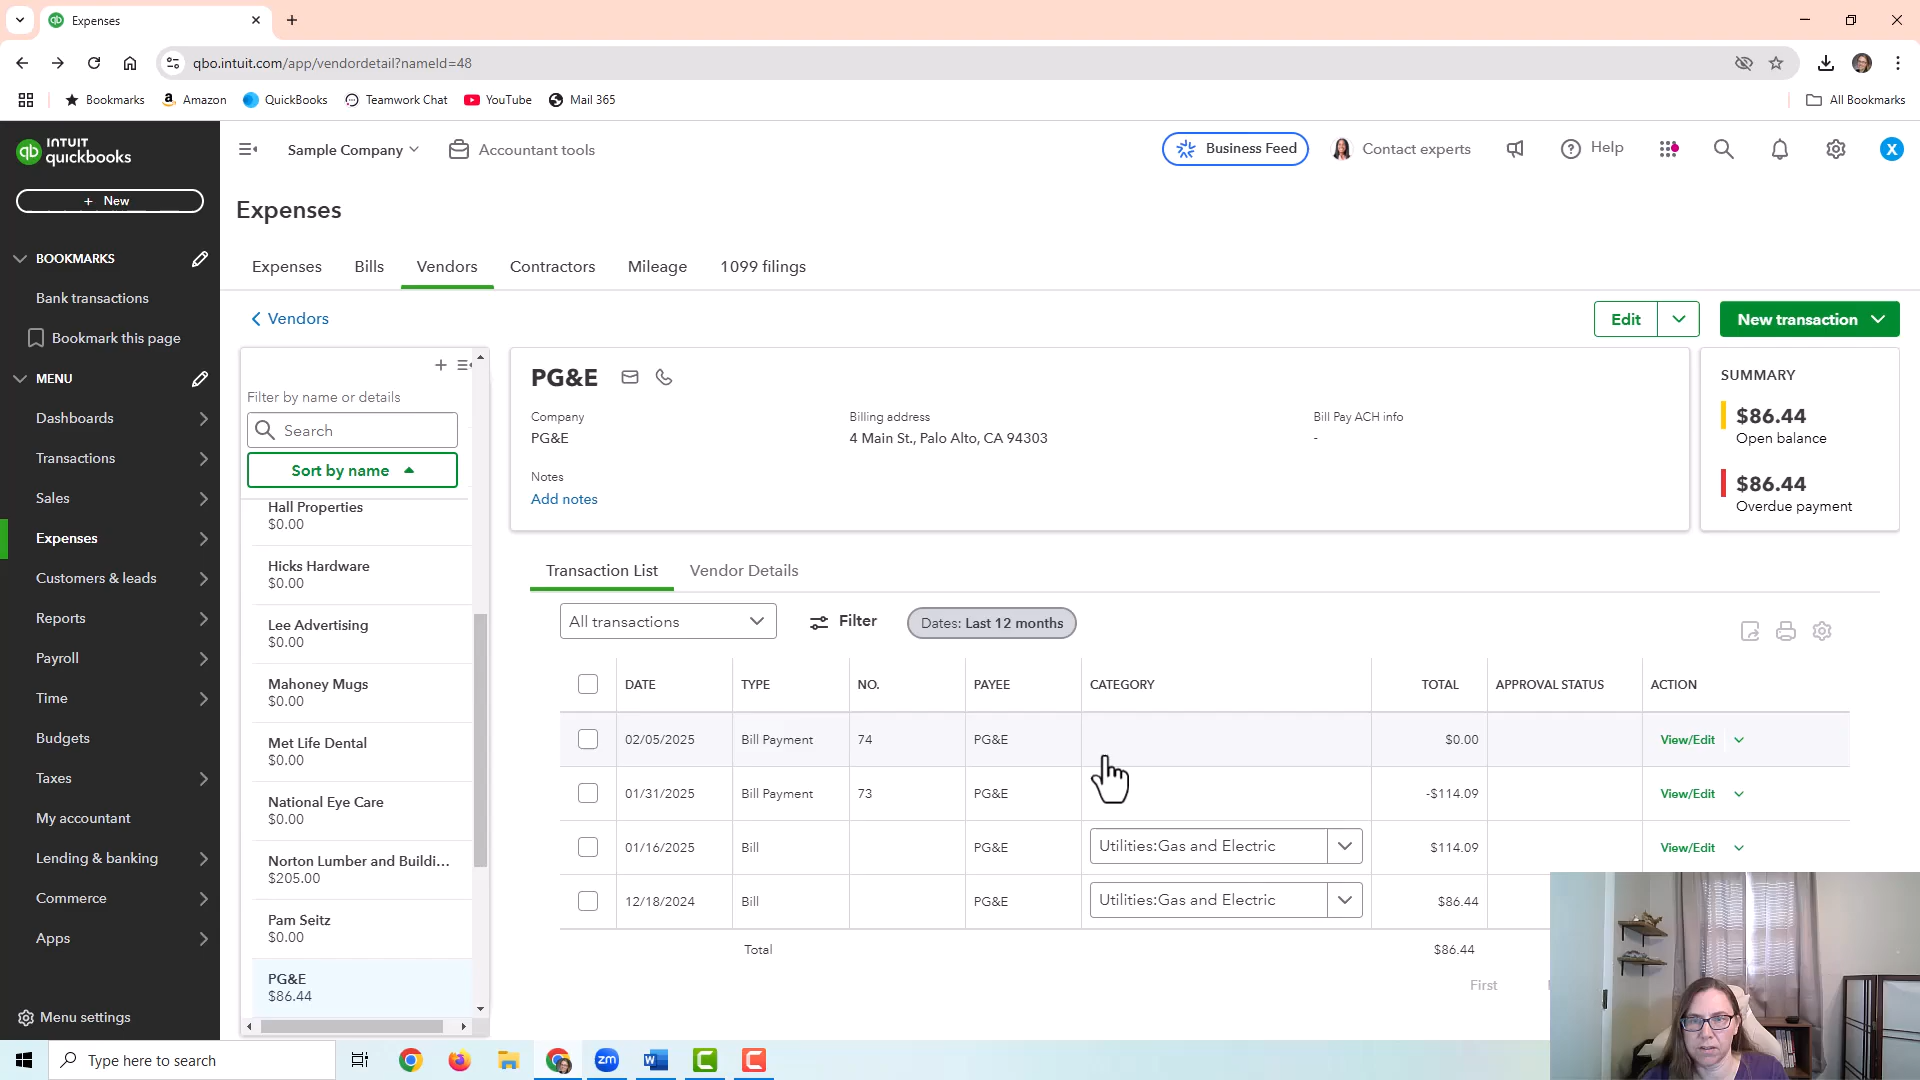 Expenses
qbo.intuit.com/app/vendordetail?nameId=48
Bookmarks
Amazon
QuickBooks
Teamwork Chat
YouTube
Mail 365
All Bookmarks
qb INTUIT quickbooks
Sample Company
Accountant tools
Business Feed
Contact experts
Help
X
+ New
BOOKMARKS
Bank transactions
Bookmark this page
MENU
Dashboards
Transactions
Sales
Expenses
Customers & leads
Reports
Payroll
Time
Budgets
Taxes
My accountant
Lending & banking
Commerce
Apps
Menu settings
Expenses
Expenses
Bills
Vendors
Contractors
Mileage
1099 filings
Vendors
Edit
New transaction
Filter by name or details
Search
Sort by name
Hall Properties
$0.00
Hicks Hardware
$0.00
Lee Advertising
$0.00
Mahoney Mugs
$0.00
Met Life Dental
$0.00
National Eye Care
$0.00
Norton Lumber and Buildi...
$205.00
Pam Seitz
$0.00
PG&E
$86.44
PG&E
Company
PG&E
Billing address
4 Main St., Palo Alto, CA 94303
Bill Pay ACH info
-
Notes
Add notes
SUMMARY
$86.44
Open balance
$86.44
Overdue payment
Transaction List
Vendor Details
All transactions
Filter
Dates: Last 12 months
DATE TYPE NO. PAYEE CATEGORY TOTAL APPROVAL STATUS ACTION
02/05/2025 Bill Payment 74 PG&E $0.00 View/Edit
01/31/2025 Bill Payment 73 PG&E -$114.09 View/Edit
01/16/2025 Bill PG&E Utilities:Gas and Electric $114.09 View/Edit
12/18/2024 Bill PG&E Utilities:Gas and Electric $86.44
Total $86.44
First
Type here to search
zm
W